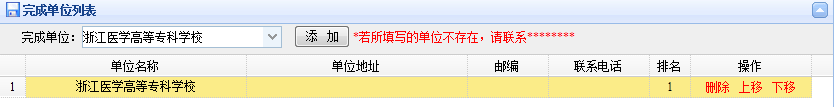 完成单位列表
完成单位： 浙江医学高等专科学校 添 加 *若所填写的单位不存在，请联系********
单位名称 单位地址 邮编 联系电话 排名 操作
1 浙江医学高等专科学校 1 删除 上移 下移